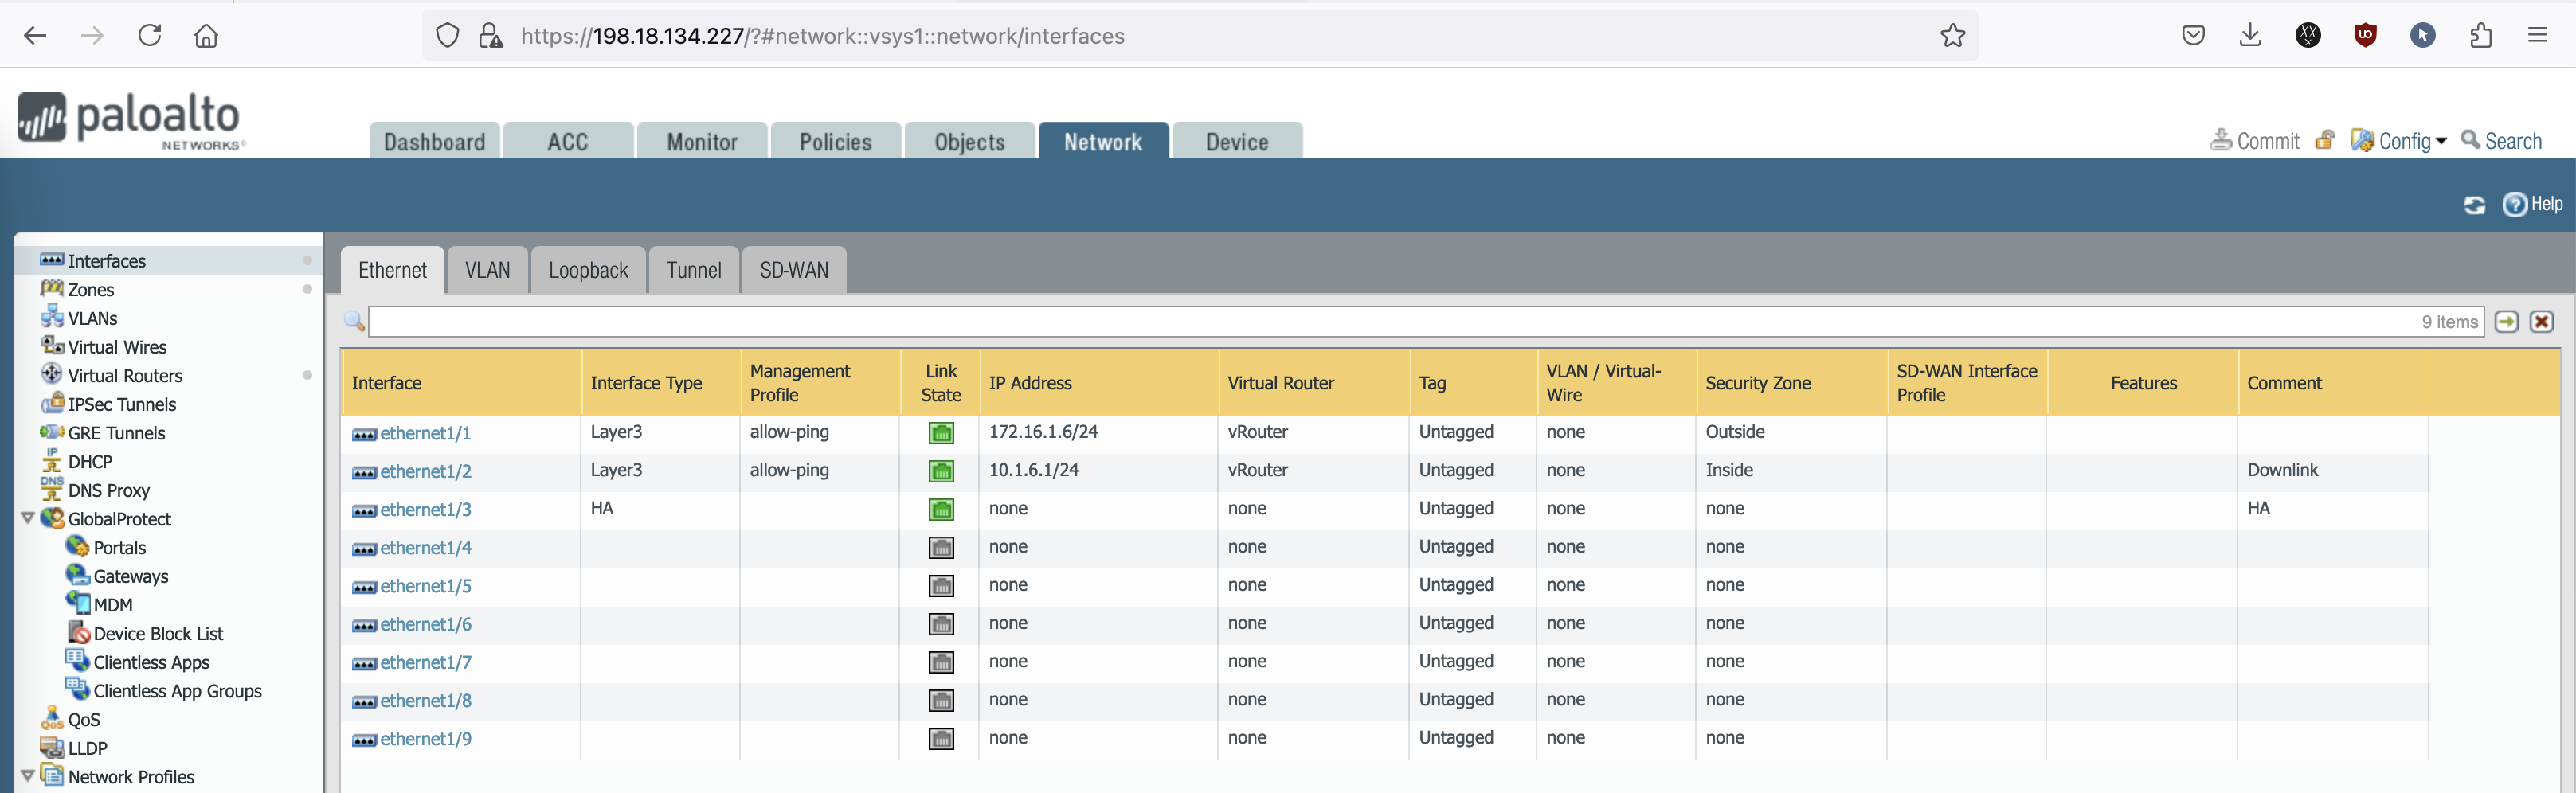 https://198.18.134.227/?#network::vsys1::network/interfaces
paloalto
NETWORKS®
Dashboard ACC Monitor Policies Objects Network Device
Commit Config Search
Help
Interfaces
Zones
VLANs
Virtual Wires
Virtual Routers
IPSec Tunnels
GRE Tunnels
IP
DHCP
DNS
DNS Proxy
GlobalProtect
Portals
Gateways
MDM
Device Block List
Clientless Apps
Clientless App Groups
QoS
QoS
LLDP
Network Profiles
Ethernet VLAN Loopback Tunnel SD-WAN
9 items
Interface Interface Type Management Profile Link State IP Address Virtual Router Tag VLAN / Virtual-Wire Security Zone SD-WAN Interface Profile Features Comment
ethernet1/1 Layer3 allow-ping 172.16.1.6/24 vRouter Untagged none Outside
ethernet1/2 Layer3 allow-ping 10.1.6.1/24 vRouter Untagged none Inside Downlink
ethernet1/3 HA none none Untagged none none HA
ethernet1/4 none none Untagged none none
ethernet1/5 none none Untagged none none
ethernet1/6 none none Untagged none none
ethernet1/7 none none Untagged none none
ethernet1/8 none none Untagged none none
ethernet1/9 none none Untagged none none